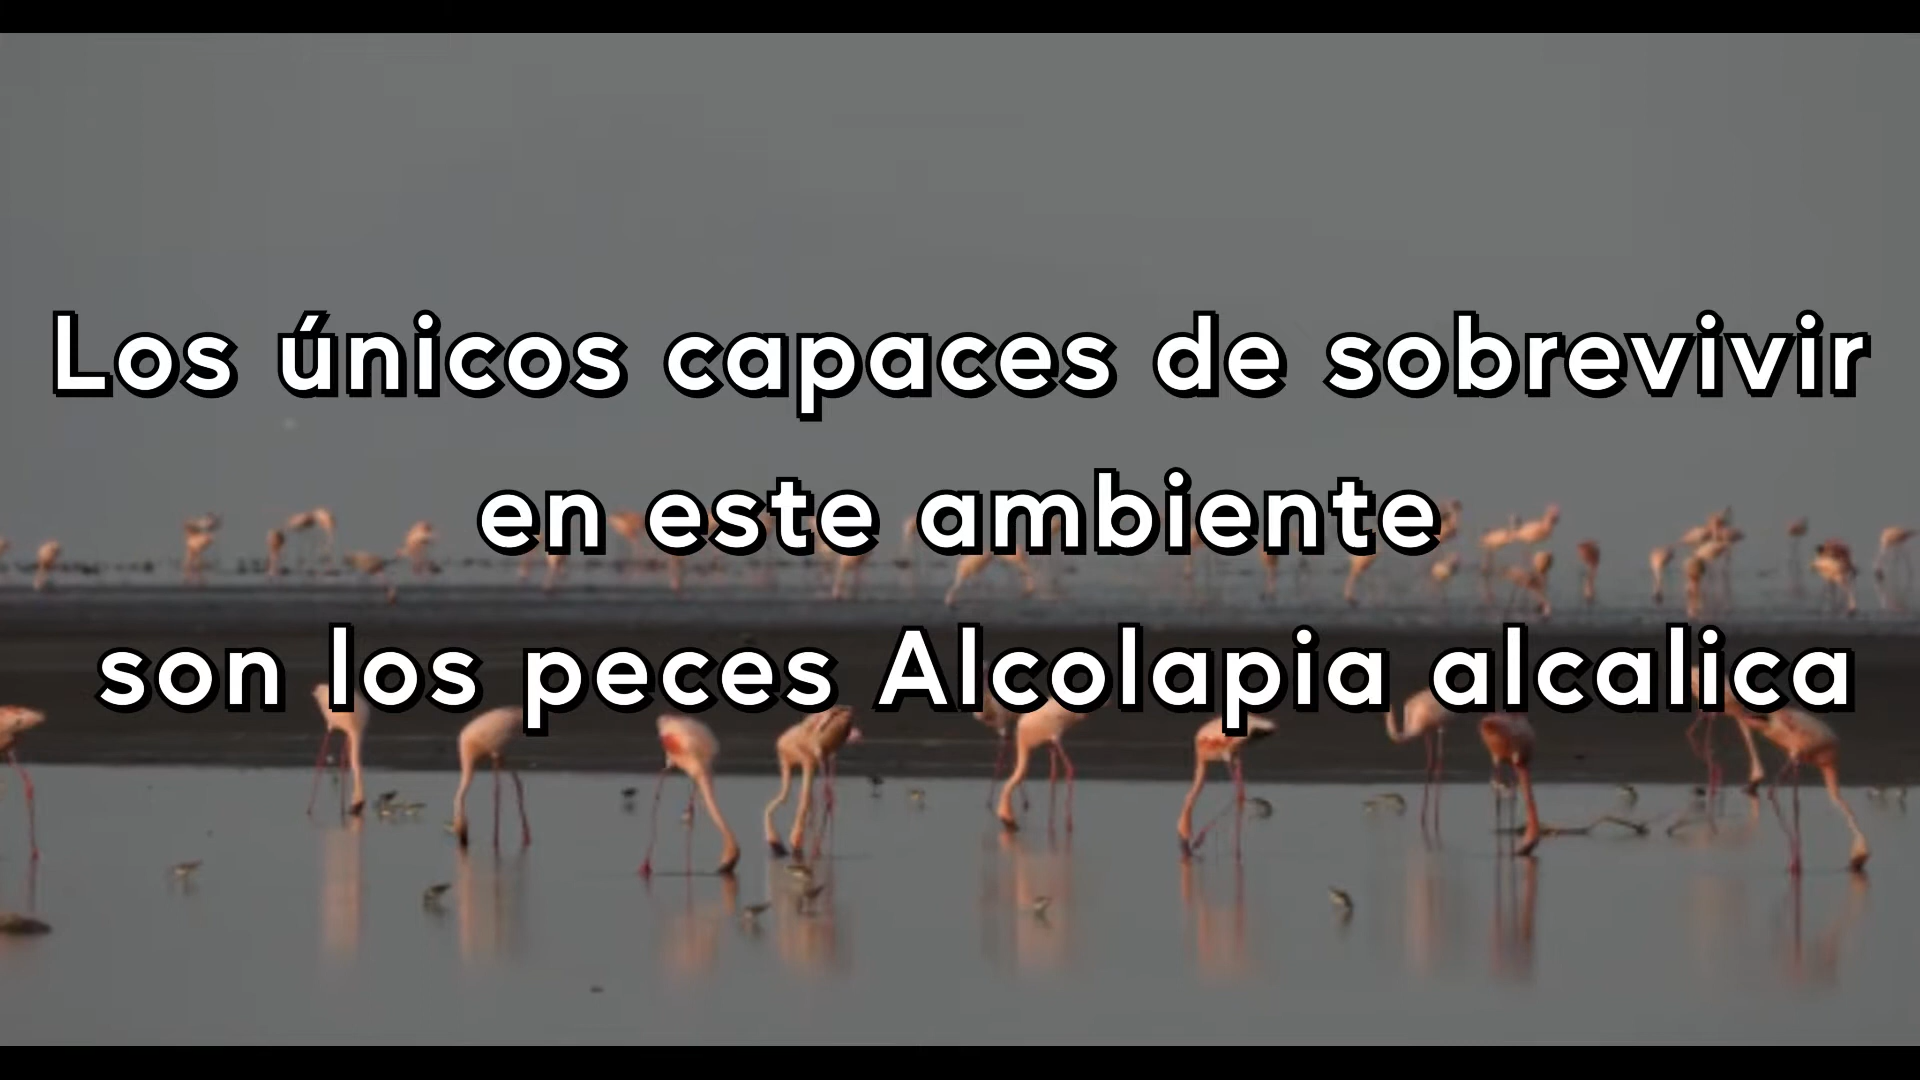 Los únicos capaces de sobrevivir
en este ambiente
son los peces Alcolapia alcalica